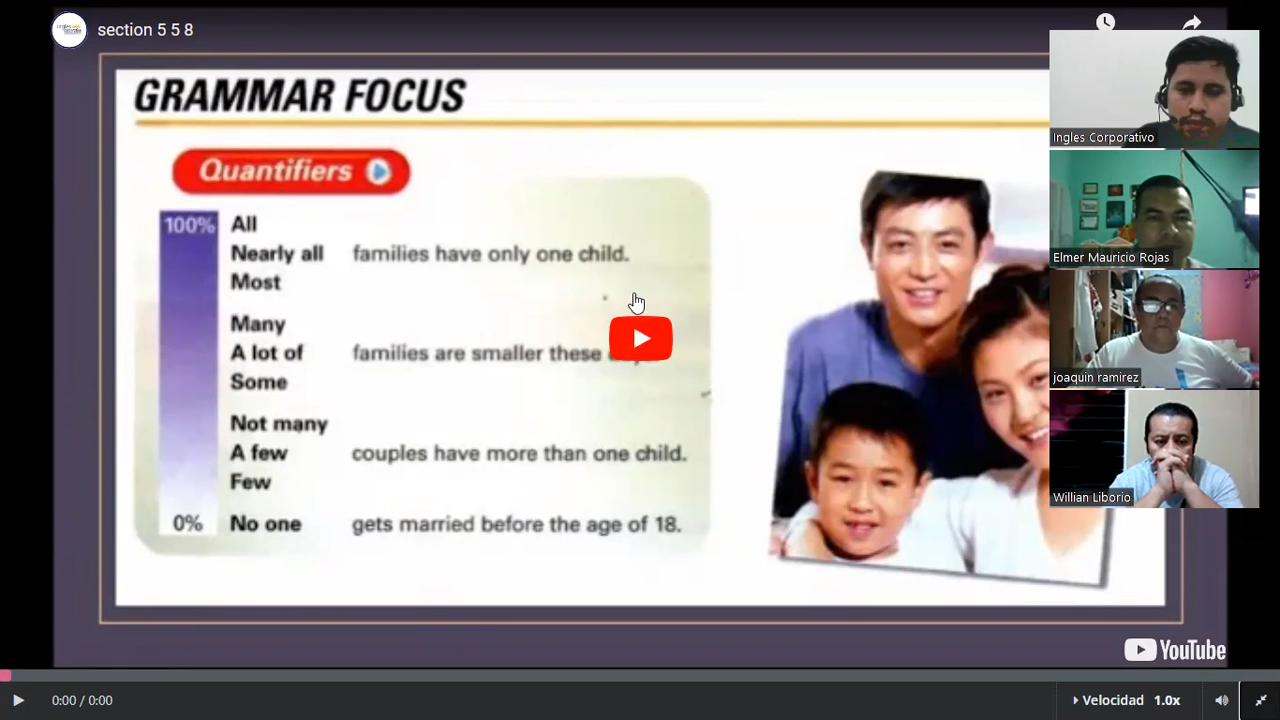 section 5 5 8
GRAMMAR FOCUS
Quantifiers
100% All
Nearly all families have only one child.
Most
Many
A lot of families are smaller these
Some
Not many
A few couples have more than one child.
Few
0% No one gets married before the age of 18.
Ingles Corporativo
Elmer Mauricio Rojas
joaquin ramirez
Willian Liborio
YouTube
0:00 / 0:00
Velocidad 1.0x